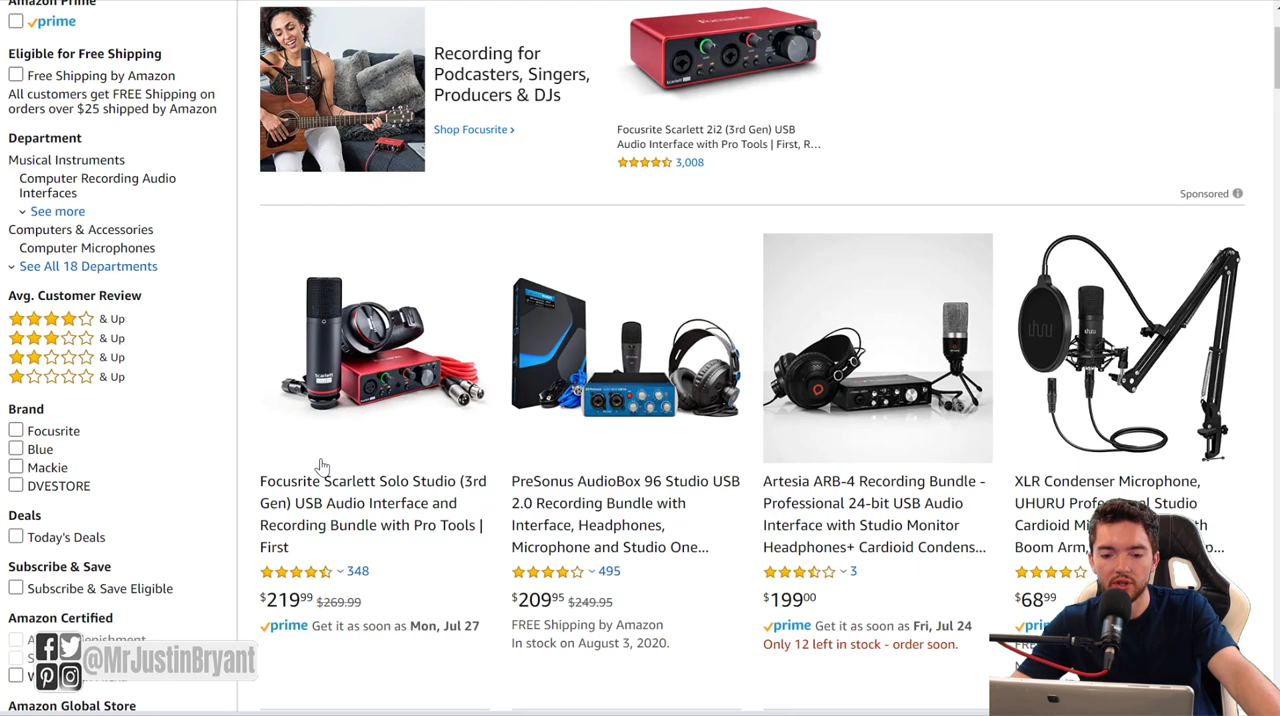 Amazon Prime
prime
Eligible for Free Shipping
Free Shipping by Amazon
All customers get FREE Shipping on
orders over $25 shipped by Amazon
Department
Musical Instruments
Computer Recording Audio
Interfaces
See more
Computers & Accessories
Computer Microphones
See All 18 Departments
Avg. Customer Review
& Up
& Up
& Up
& Up
Brand
Focusrite
Blue
Mackie
DVESTORE
Deals
Today's Deals
Subscribe & Save
Subscribe & Save Eligible
Amazon Certified
@MrJustinBryant
Amazon Global Store
Recording for
Podcasters, Singers,
Producers & DJs
Shop Focusrite ›
Focusrite Scarlett 2i2 (3rd Gen) USB
Audio Interface with Pro Tools | First, R...
3,008
Sponsored
Focusrite Scarlett Solo Studio (3rd
Gen) USB Audio Interface and
Recording Bundle with Pro Tools |
First
348
$219.99 $269.99
prime Get it as soon as Mon, Jul 27
PreSonus AudioBox 96 Studio USB
2.0 Recording Bundle with
Interface, Headphones,
Microphone and Studio One...
495
$209.95 $249.95
FREE Shipping by Amazon
In stock on August 3, 2020.
Artesia ARB-4 Recording Bundle -
Professional 24-bit USB Audio
Interface with Studio Monitor
Headphones+ Cardioid Condens...
3
$199.00
prime Get it as soon as Fri, Jul 24
Only 12 left in stock - order soon.
XLR Condenser Microphone,
UHURU
Studio
Cardioid
Boom Arm,
$68.99